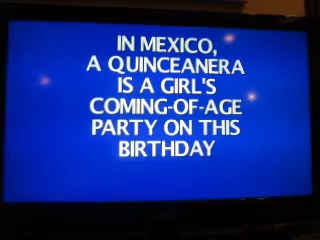 IN MEXICO,
A QUINCEANERA
IS A GIRL'S
COMING-OF-AGE
PARTY ON THIS
BIRTHDAY